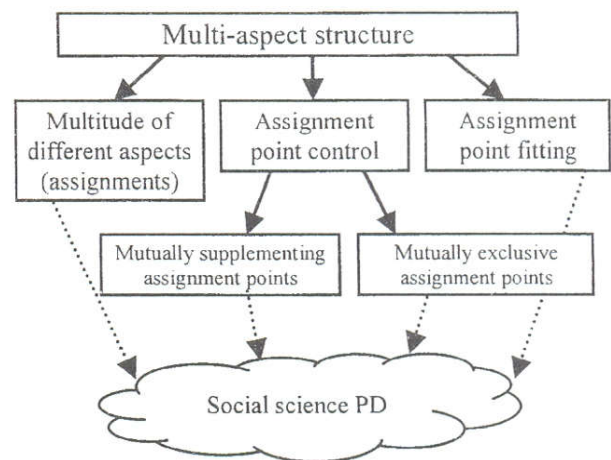 Multi-aspect structure
Multitude of
different aspects
(assignments)
Assignment
point control
Assignment
point fitting
Mutually supplementing
assignment points
Mutually exclusive
assignment points
Social science PD